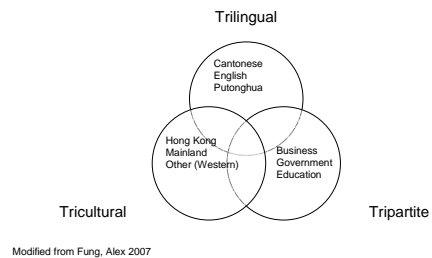 Trilingual
Cantonese
English
Putonghua
Hong Kong
Mainland
Other (Western)
Business
Government
Education
Tricultural
Tripartite
Modified from Fung, Alex 2007